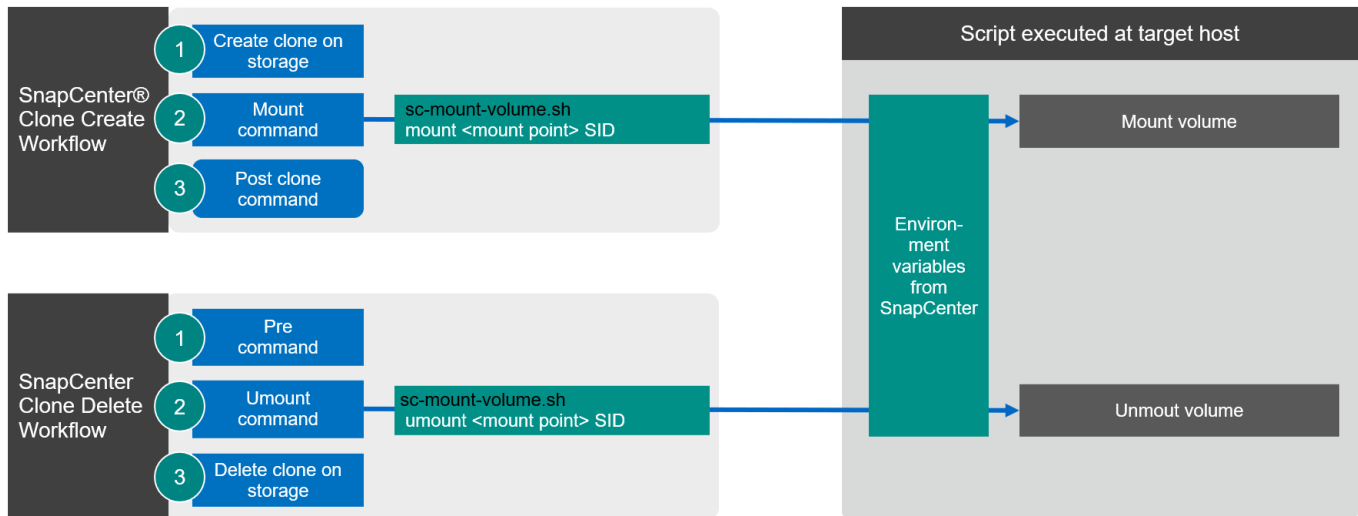 SnapCenter®
Clone Create
Workflow
1
Create clone on
storage
2
Mount
command
3
Post clone
command
sc-mount-volume.sh
mount <mount point> SID
Script executed at target host
Mount volume
Environ-
ment
variables
from
SnapCenter
Unmout volume
SnapCenter
Clone Delete
Workflow
1
Pre
command
2
Umount
command
3
Delete clone on
storage
sc-mount-volume.sh
umount <mount point> SID